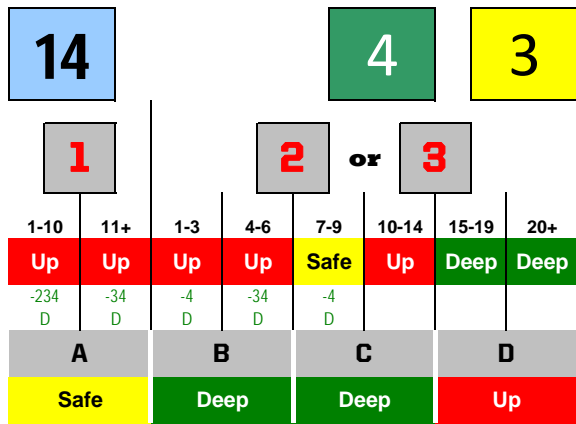 14 4 3
1 2 or 3
1-10 11+ 1-3 4-6 7-9 10-14 15-19 20+
Up Up Up Up Safe Up Deep Deep
-234 -34 -4 -34 -4
D D D D D
A B C D
Safe Deep Deep Up